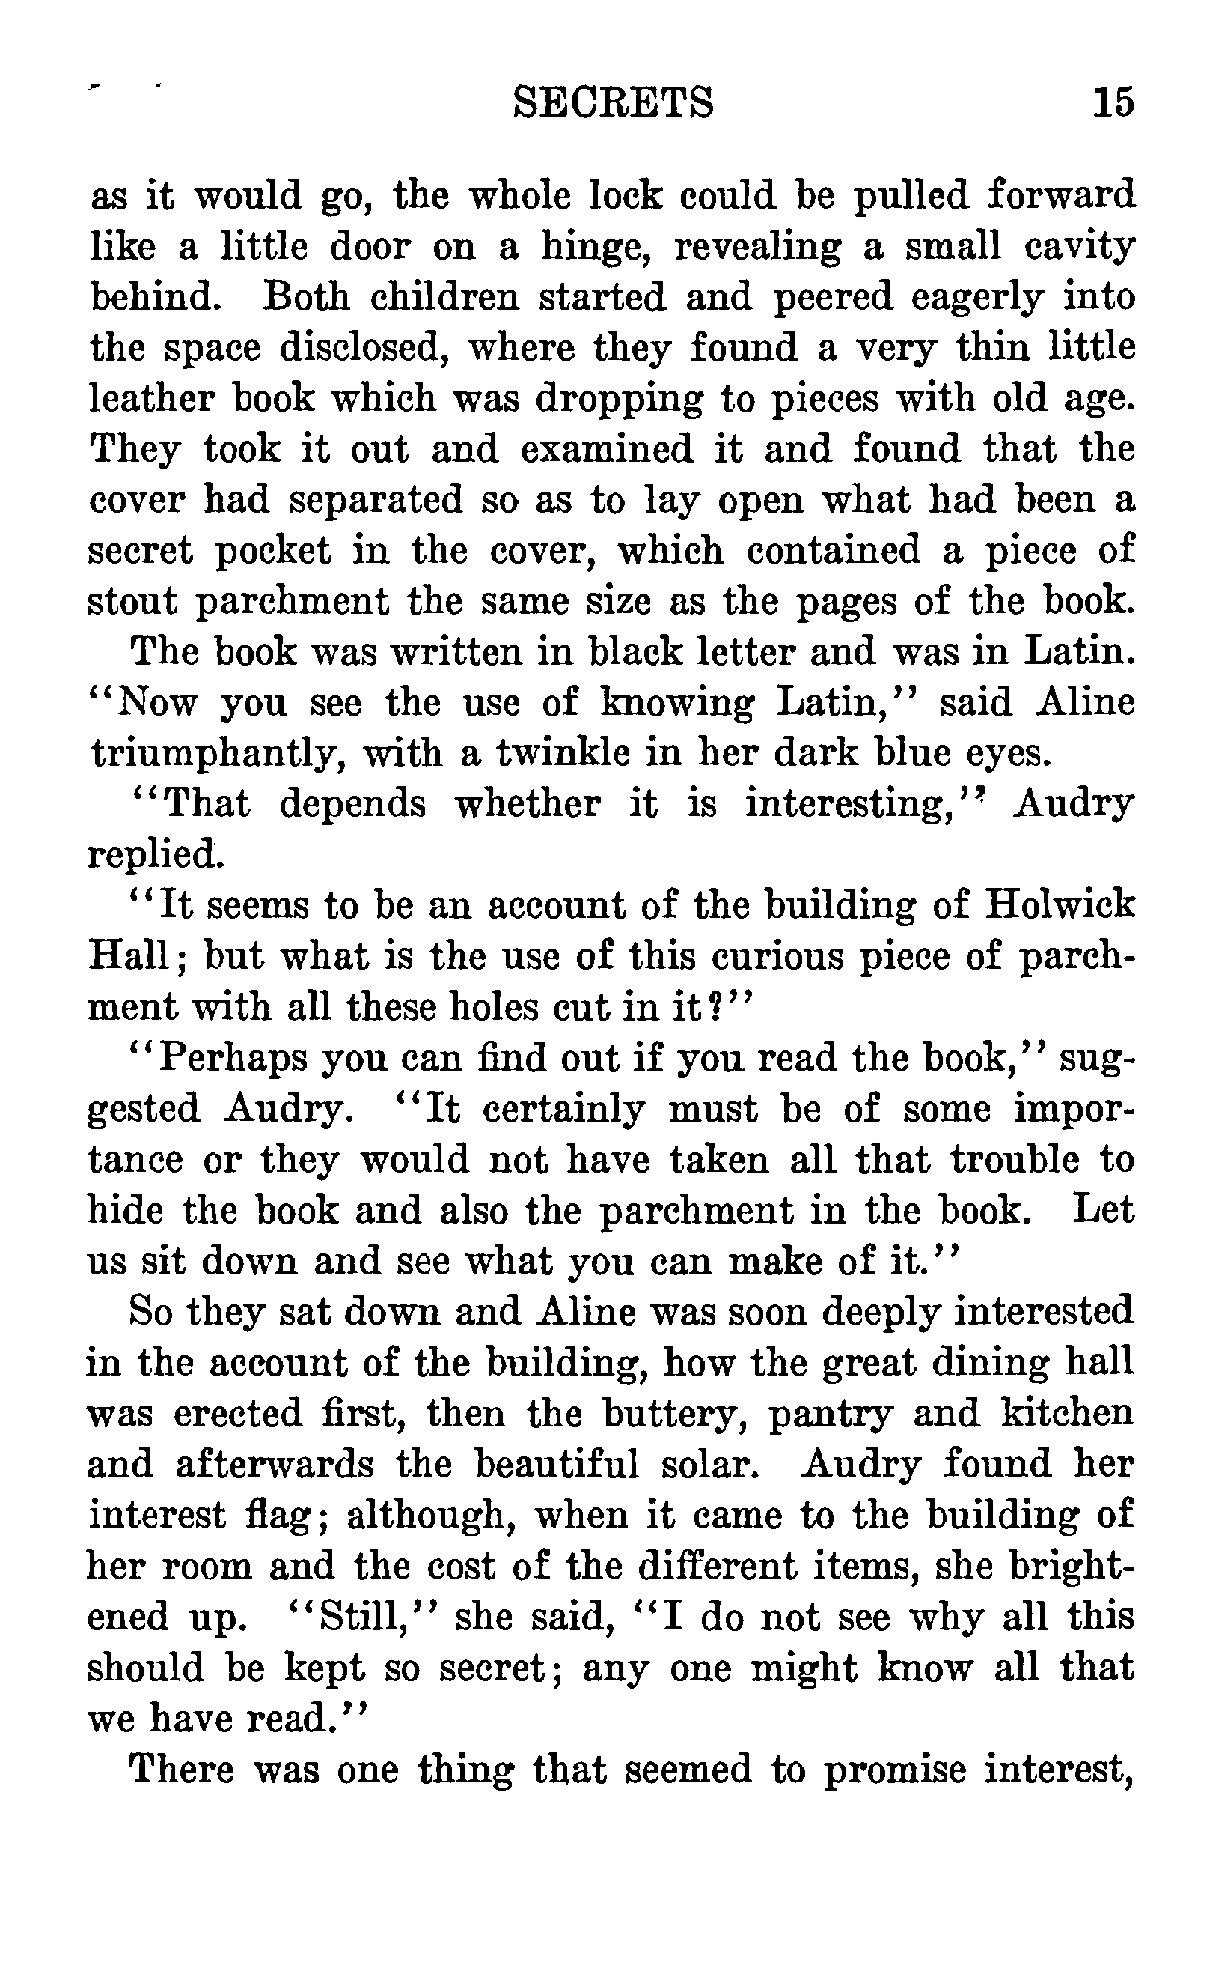 SECRETS 15
as it would go, the whole lock could be pulled forward
like a little door on a hinge, revealing a small cavity
behind. Both children started and peered eagerly into
the space disclosed, where they found a very thin little
leather book which was dropping to pieces with old age.
They took it out and examined it and found that the
cover had separated so as to lay open what had been a
secret pocket in the cover, which contained a piece of
stout parchment the same size as the pages of the book.
The book was written in black letter and was in Latin.
"Now you see the use of knowing Latin," said Aline
triumphantly, with a twinkle in her dark blue eyes.
"That depends whether it is interesting," Audry
replied.
"It seems to be an account of the building of Holwick
Hall; but what is the use of this curious piece of parch-
ment with all these holes cut in it?"
"Perhaps you can find out if you read the book," sug-
gested Audry. "It certainly must be of some impor-
tance or they would not have taken all that trouble to
hide the book and also the parchment in the book. Let
us sit down and see what you can make of it."
So they sat down and Aline was soon deeply interested
in the account of the building, how the great dining hall
was erected first, then the buttery, pantry and kitchen
and afterwards the beautiful solar. Audry found her
interest flag; although, when it came to the building of
her room and the cost of the different items, she bright-
ened up. "Still," she said, "I do not see why all this
should be kept so secret; any one might know all that
we have read."
There was one thing that seemed to promise interest,